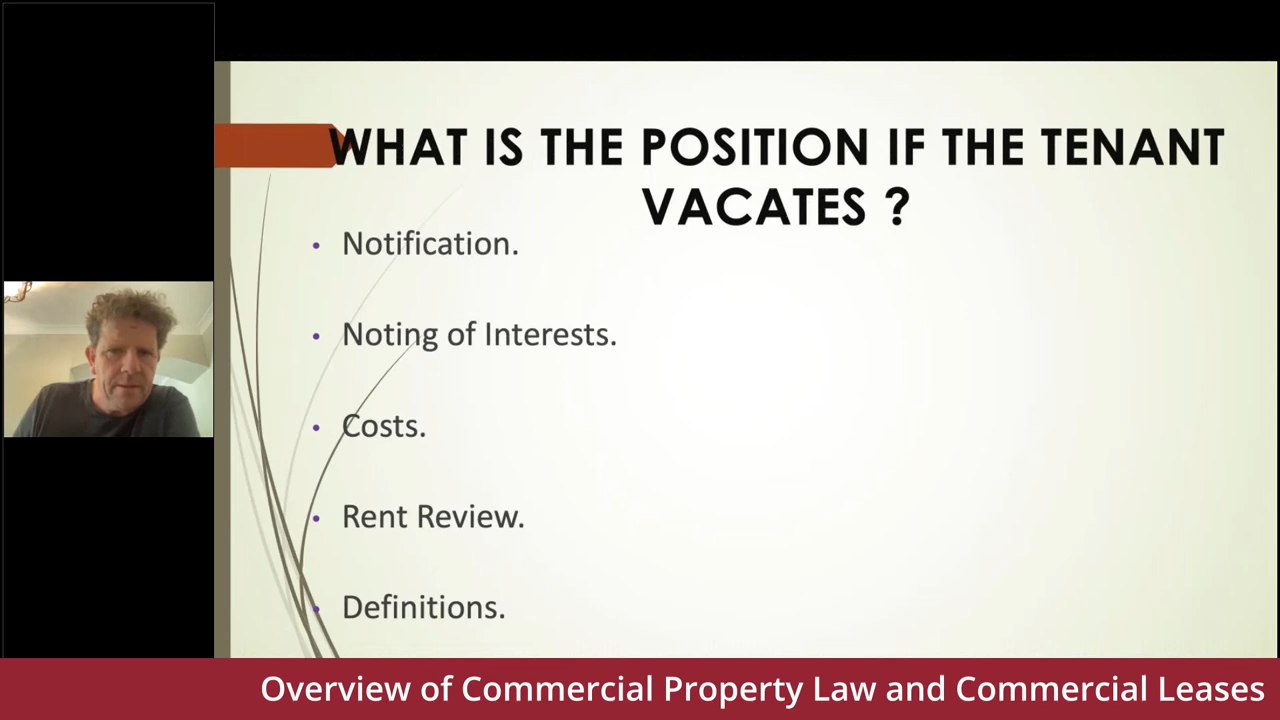 WHAT IS THE POSITION IF THE TENANT
VACATES ?
• Notification.
• Noting of Interests.
• Costs.
• Rent Review.
• Definitions.
Overview of Commercial Property Law and Commercial Leases